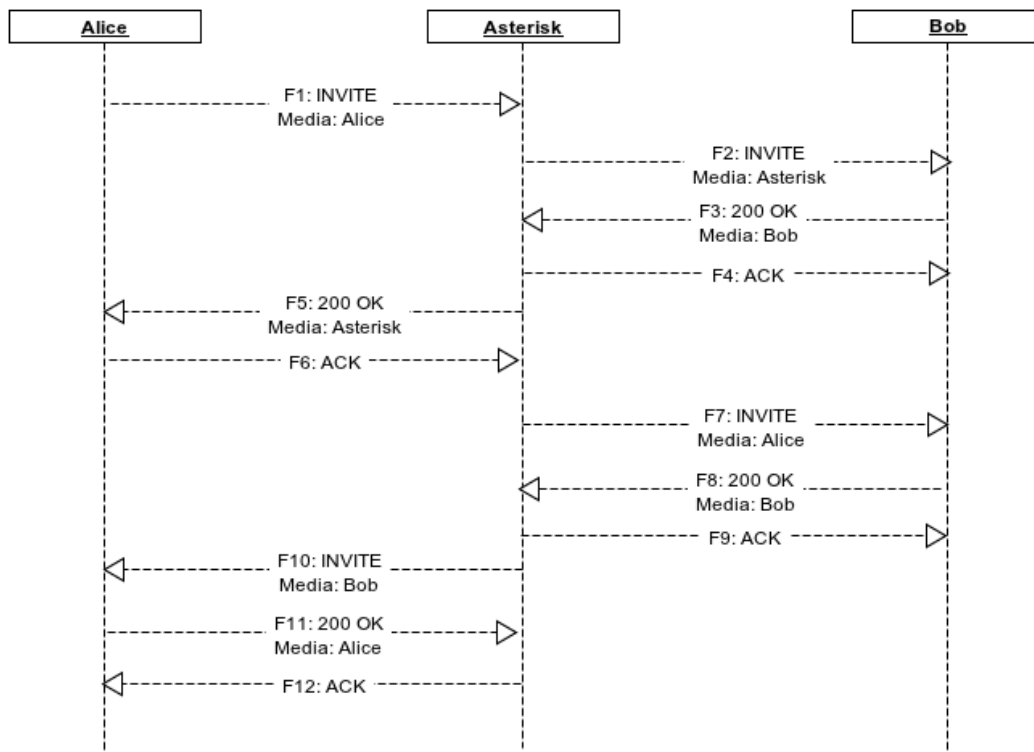 Alice
Asterisk
Bob
F1: INVITE
Media: Alice
F2: INVITE
Media: Asterisk
F3: 200 OK
Media: Bob
F4: ACK
F5: 200 OK
Media: Asterisk
F6: ACK
F7: INVITE
Media: Alice
F8: 200 OK
Media: Bob
F9: ACK
F10: INVITE
Media: Bob
F11: 200 OK
Media: Alice
F12: ACK